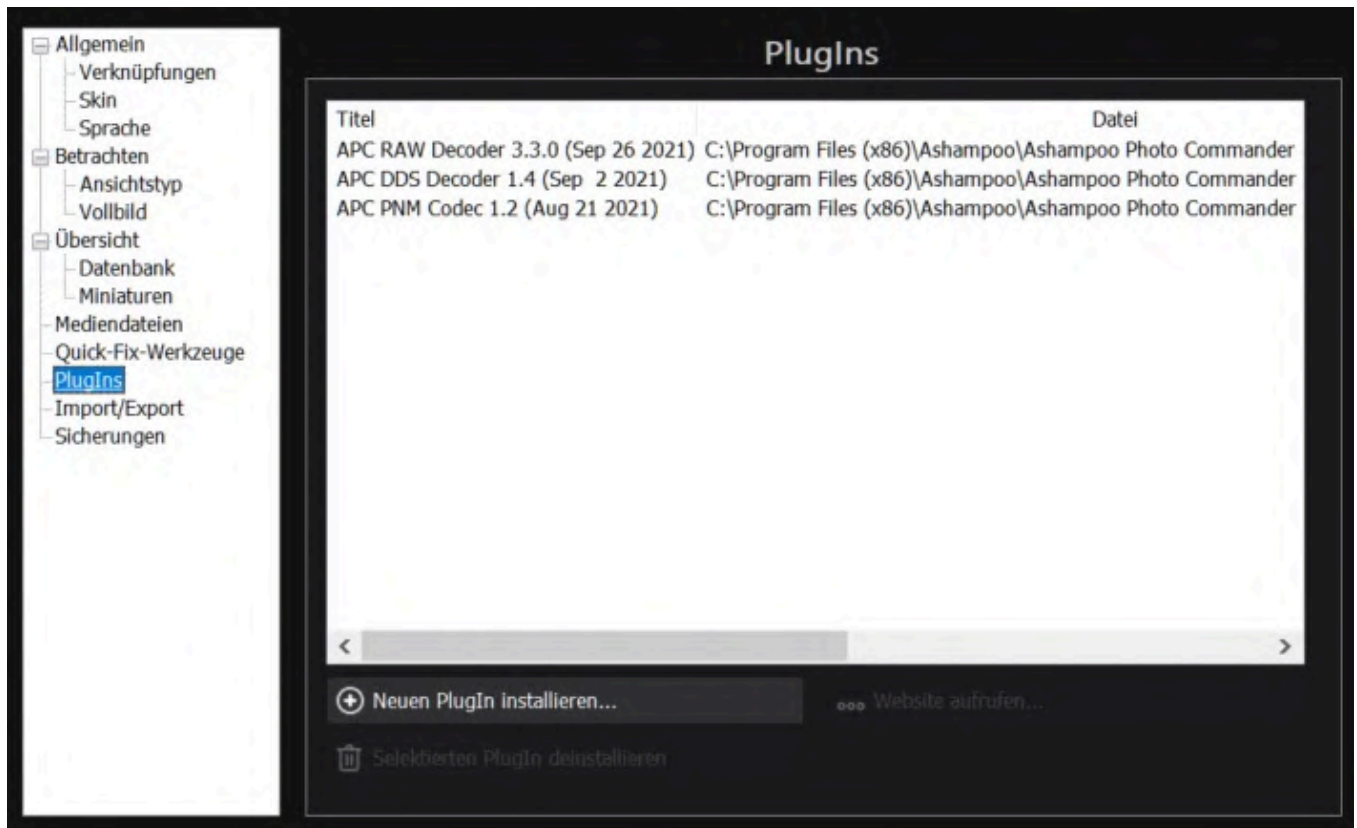 Allgemein
Verknüpfungen
Skin
Sprache
Betrachten
Ansichtstyp
Vollbild
Übersicht
Datenbank
Miniaturen
Mediendateien
Quick-Fix-Werkzeuge
PlugIns
Import/Export
Sicherungen
PlugIns
Titel Datei
APC RAW Decoder 3.3.0 (Sep 26 2021) C:\Program Files (x86)\Ashampoo\Ashampoo Photo Commander
APC DDS Decoder 1.4 (Sep  2 2021) C:\Program Files (x86)\Ashampoo\Ashampoo Photo Commander
APC PNM Codec 1.2 (Aug 21 2021) C:\Program Files (x86)\Ashampoo\Ashampoo Photo Commander
Neuen PlugIn installieren... Website aufrufen...
Selektierten PlugIn deinstallieren